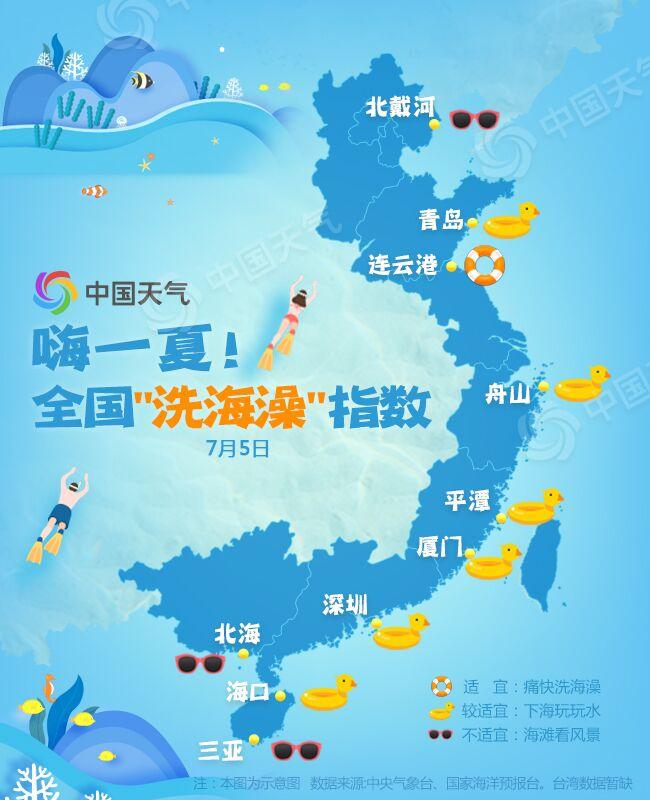 中国天气
北戴河
青岛
连云港
中国天气
中国天气
嗨一夏！
全国"洗海澡"指数
7月5日
舟山
平潭
厦门
深圳
北海
海口
三亚
适 宜：痛快洗海澡
较适宜：下海玩玩水
不适宜：海滩看风景
注：本图为示意图 数据来源:中央气象台、国家海洋预报台。台湾数据暂缺